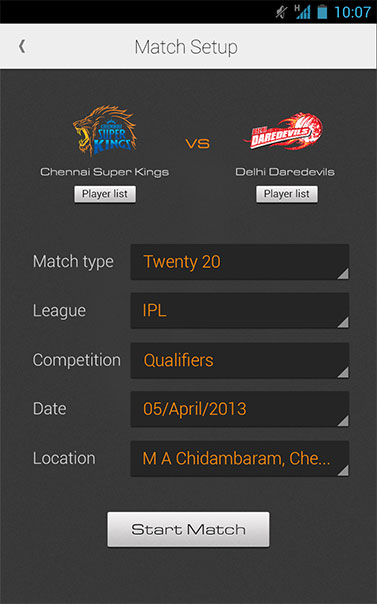 H 10:07
Match Setup
CHENNAI
SUPER
KINGS
VS
DAREDEVILS
Chennai Super Kings
Delhi Daredevils
Player list
Player list
Match type
Twenty 20
League
IPL
Competition
Qualifiers
Date
05/April/2013
Location
M A Chidambaram, Che...
Start Match